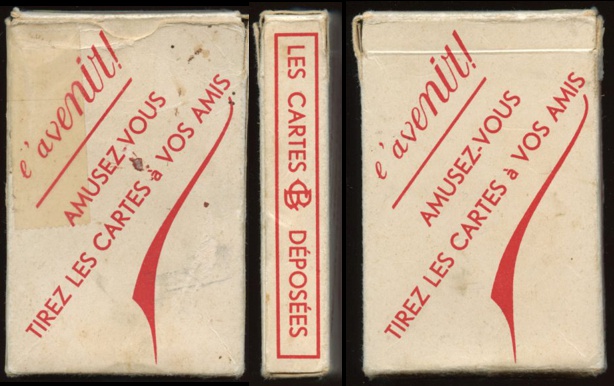 e'avenir!
AMUSEZ-VOUS
TIREZ LES CARTES à VOS AMIS
LES CARTES CB DÉPOSÉES
e'avenir!
AMUSEZ-VOUS
TIREZ LES CARTES à VOS AMIS